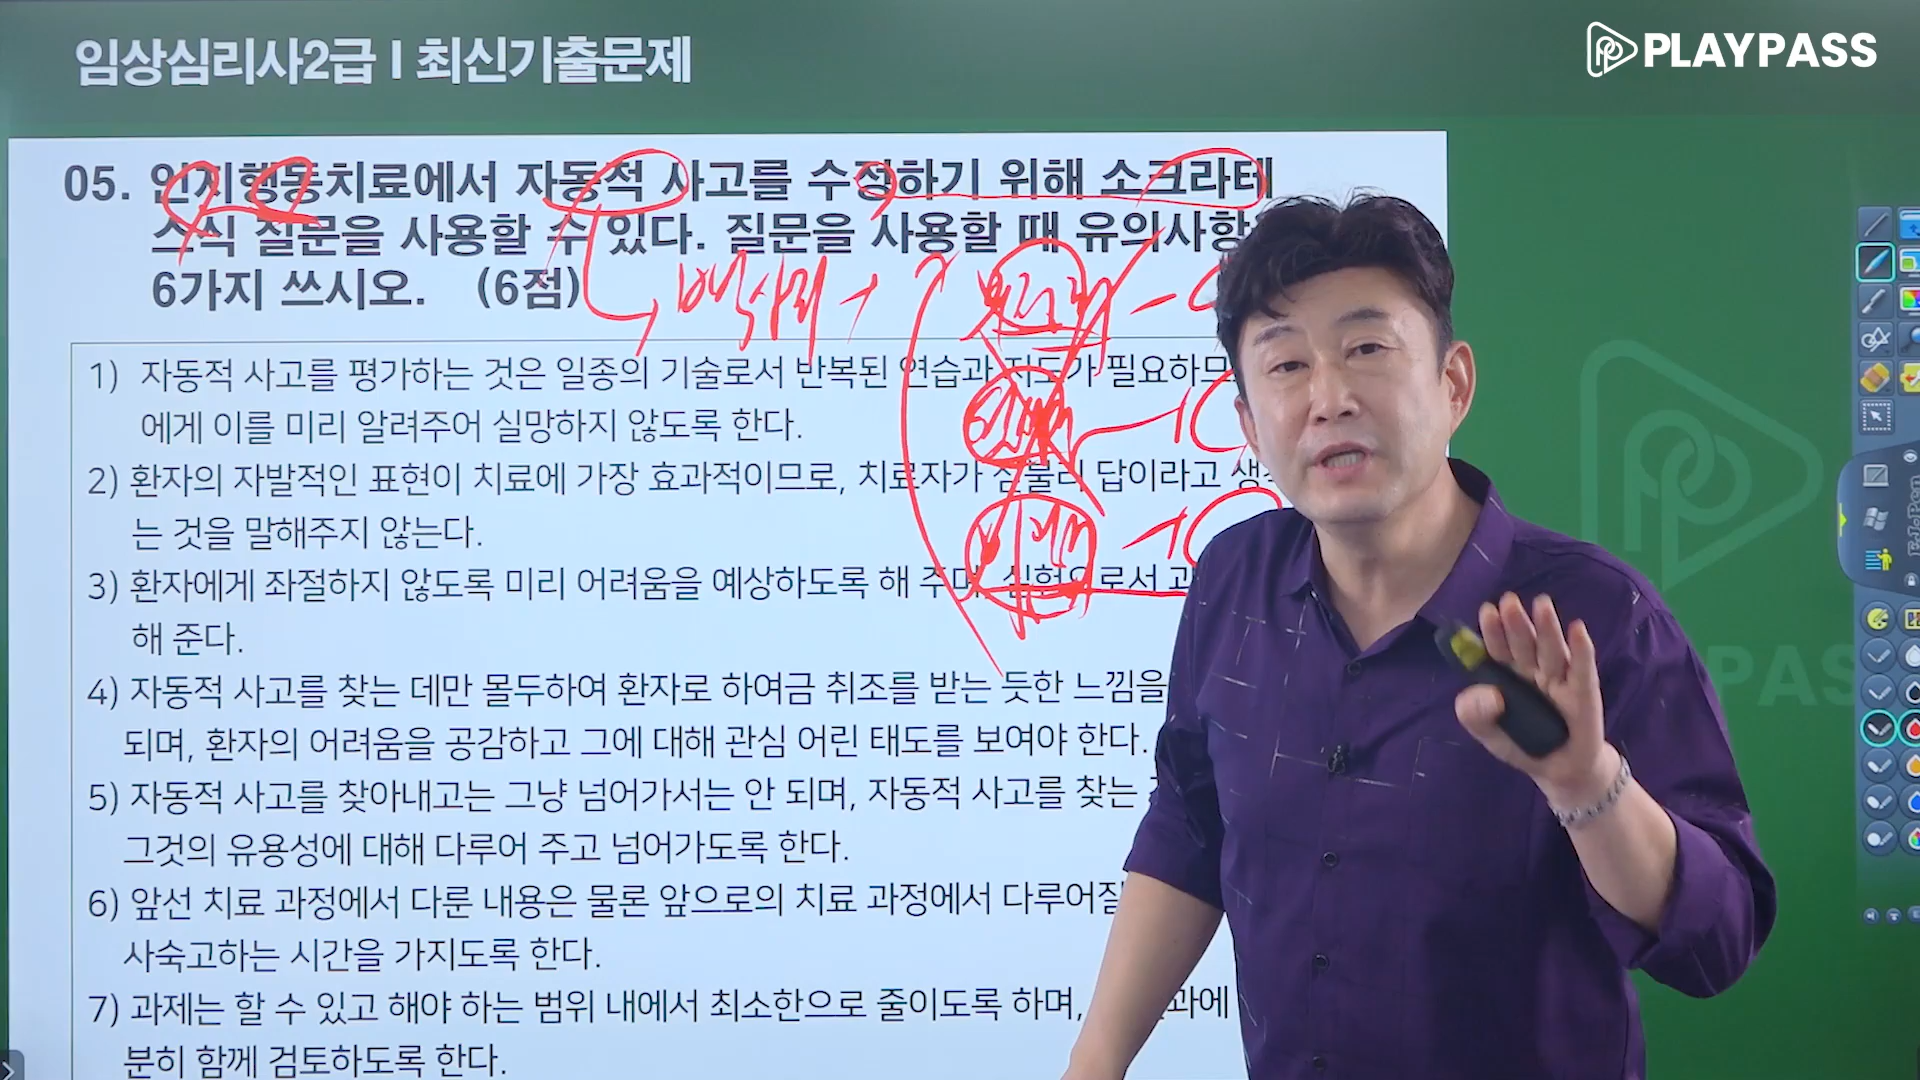 임상심리사2급 | 최신기출문제
PLAYPASS
05. 인지행동치료에서 자동적 사고를 수정하기 위해 소크라테
스식 질문을 사용할 수 있다. 질문을 사용할 때 유의사항
6가지 쓰시오. (6점)
1) 자동적 사고를 평가하는 것은 일종의 기술로서 반복된 연습과 지도가 필요하므
에게 이를 미리 알려주어 실망하지 않도록 한다.
2) 환자의 자발적인 표현이 치료에 가장 효과적이므로, 치료자가 섣불리 답이라고
는 것을 말해주지 않는다.
3) 환자에게 좌절하지 않도록 미리 어려움을 예상하도록 해 주며, 실험으로서
해 준다.
4) 자동적 사고를 찾는 데만 몰두하여 환자로 하여금 취조를 받는 듯한 느낌을
되며, 환자의 어려움을 공감하고 그에 대해 관심 어린 태도를 보여야 한다.
5) 자동적 사고를 찾아내고는 그냥 넘어가서는 안 되며, 자동적 사고를 찾는
그것의 유용성에 대해 다루어 주고 넘어가도록 한다.
6) 앞선 치료 과정에서 다룬 내용은 물론 앞으로의 치료 과정에서 다루어질
사숙고하는 시간을 가지도록 한다.
7) 과제는 할 수 있고 해야 하는 범위 내에서 최소한으로 줄이도록 하며,
분히 함께 검토하도록 한다.